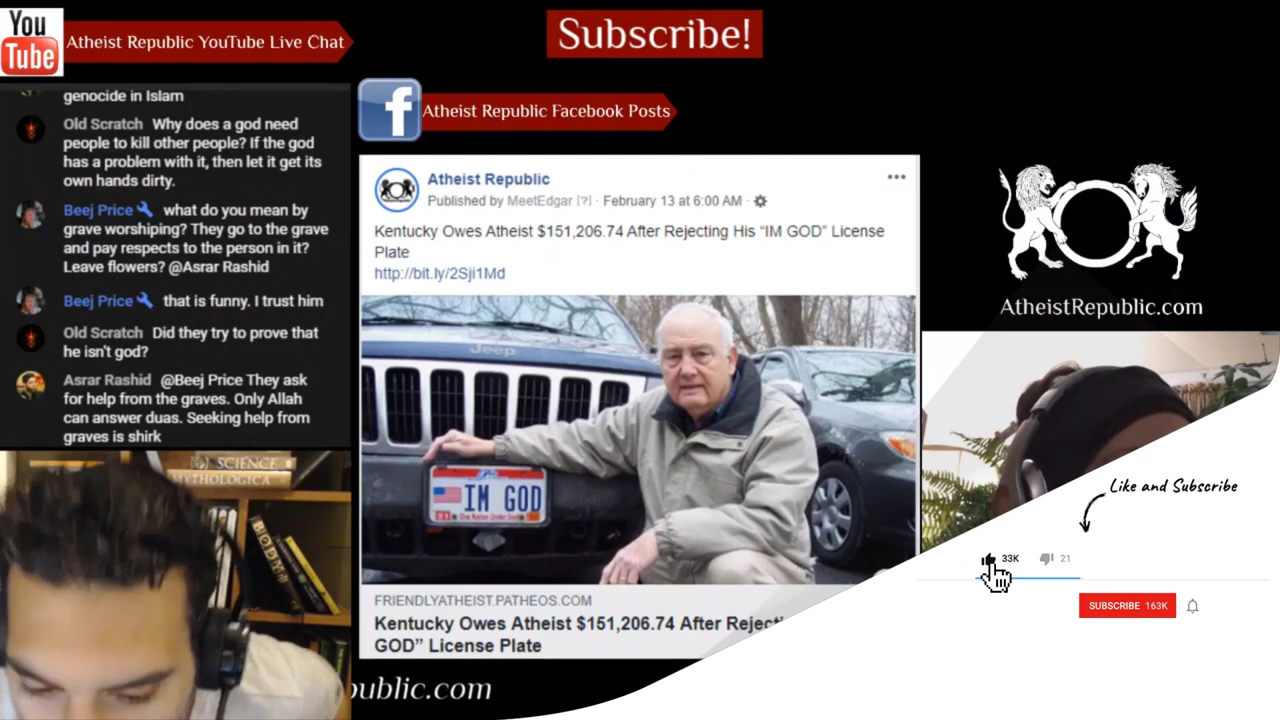 You
Tube
Atheist Republic YouTube Live Chat
Subscribe!
genocide in Islam
Old Scratch Why does a god need
people to kill other people? If the god
has a problem with it, then let it get its
own hands dirty.
Beej Price what do you mean by
grave worshiping? They go to the grave
and pay respects to the person in it?
Leave flowers? @Asrar Rashid
Beej Price that is funny. I trust him
Old Scratch Did they try to prove that
he isn't god?
Asrar Rashid @Beej Price They ask
for help from the graves. Only Allah
can answer duas. Seeking help from
graves is shirk
SCIENCE
MYTHOLOGICA
f Atheist Republic Facebook Posts
Atheist Republic
Published by MeetEdgar [?] · February 13 at 6:00 AM ·
Kentucky Owes Atheist $151,206.74 After Rejecting His “IM GOD” License
Plate
http://bit.ly/2Sji1Md
Jeep
IM GOD
One Nation Under God
FRIENDLYATHEIST.PATHEOS.COM
Kentucky Owes Atheist $151,206.74 After Rejecti
GOD” License Plate
public.com
AtheistRepublic.com
Like and Subscribe
33K 21
SUBSCRIBE 163K